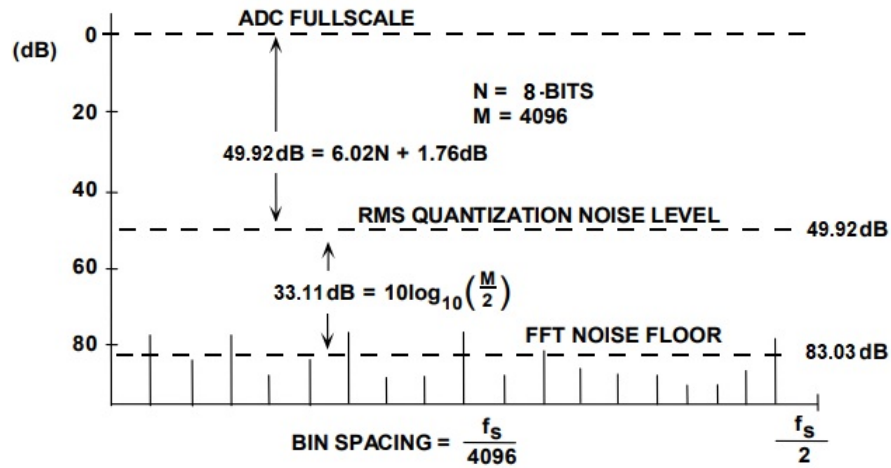 ADC FULLSCALE
0
(dB)
N = 8-BITS
M = 4096
20
49.92dB = 6.02N + 1.76dB
40
RMS QUANTIZATION NOISE LEVEL
49.92dB
60
33.11dB = 10log₁₀(M/2)
FFT NOISE FLOOR
80
83.03dB
BIN SPACING = fₛ/4096
fₛ/2